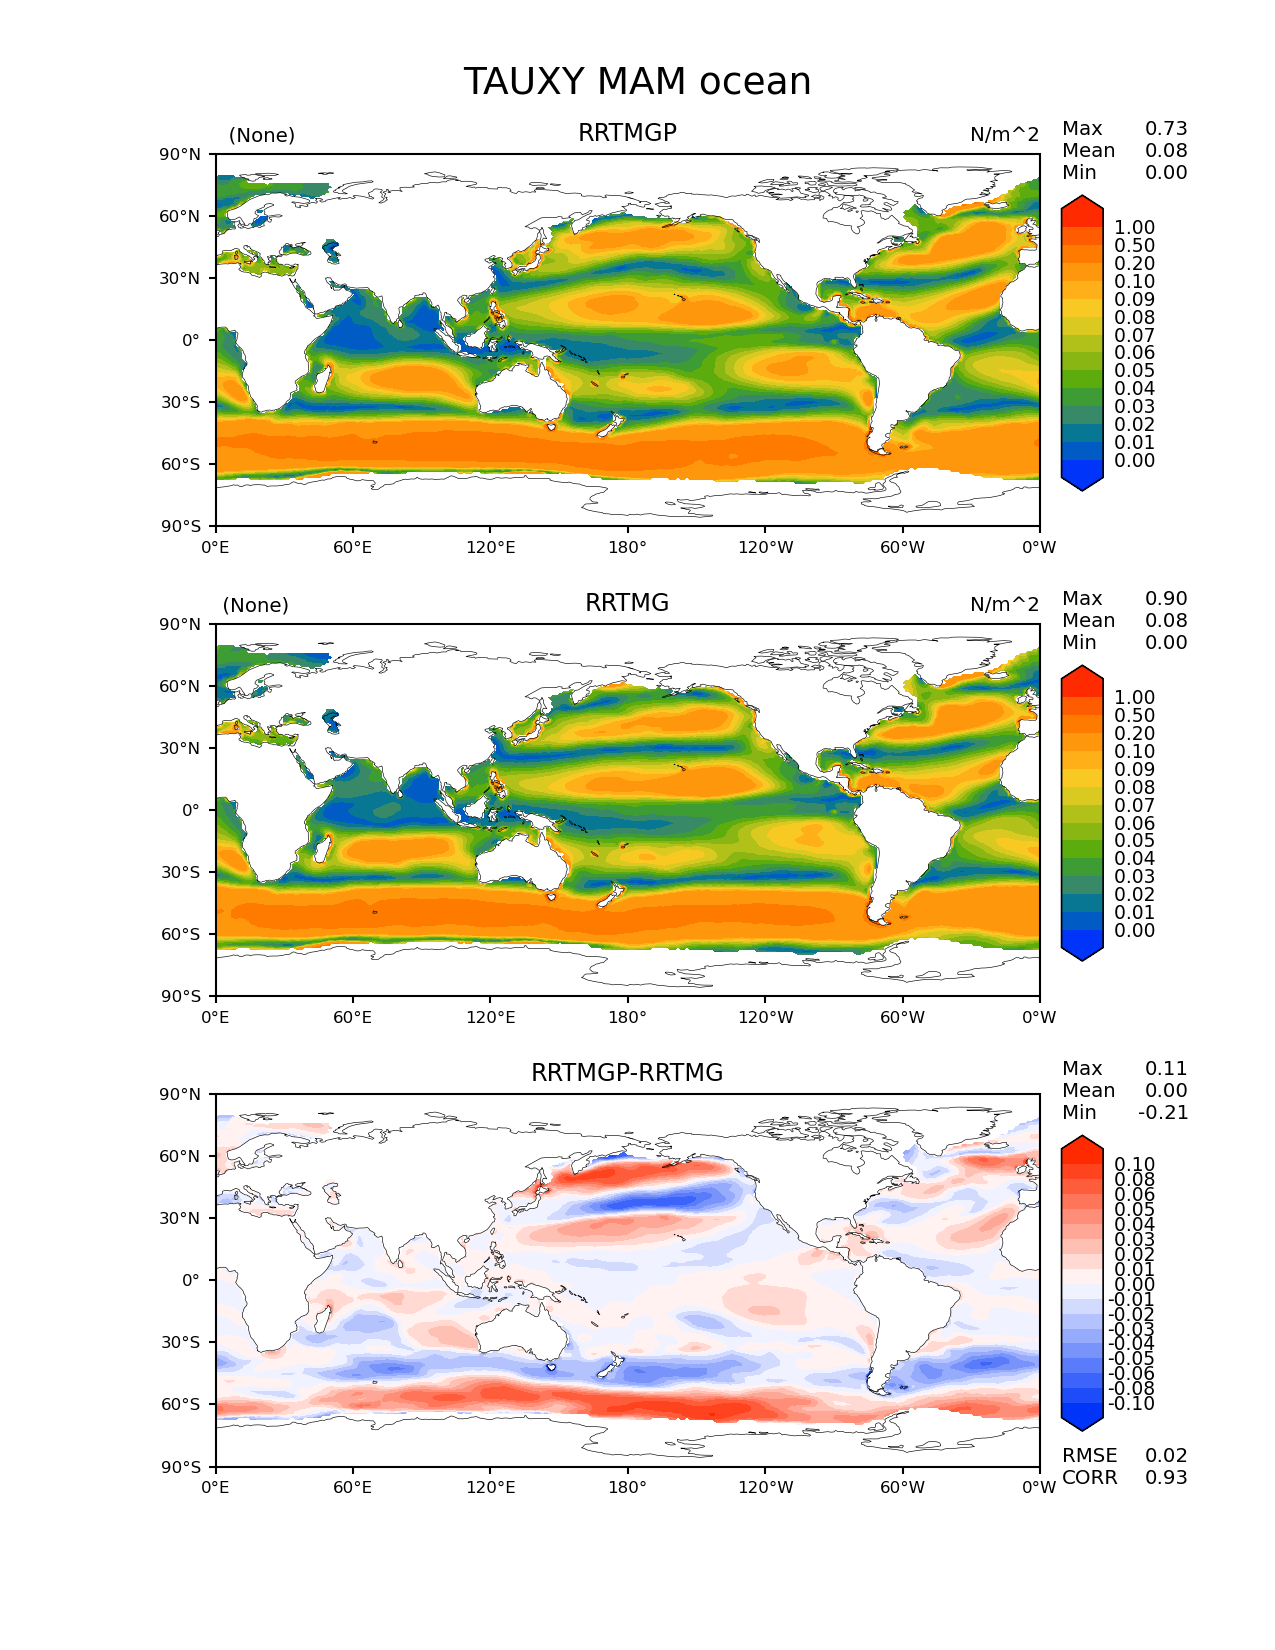 TAUXY MAM ocean
(None) RRTMGP N/m^2
Max 0.73
Mean 0.08
Min 0.00
90°N
60°N
30°N
0°
30°S
60°S
90°S
0°E 60°E 120°E 180° 120°W 60°W 0°W
1.00
0.50
0.20
0.10
0.09
0.08
0.07
0.06
0.05
0.04
0.03
0.02
0.01
0.00
(None) RRTMG N/m^2
Max 0.90
Mean 0.08
Min 0.00
90°N
60°N
30°N
0°
30°S
60°S
90°S
0°E 60°E 120°E 180° 120°W 60°W 0°W
1.00
0.50
0.20
0.10
0.09
0.08
0.07
0.06
0.05
0.04
0.03
0.02
0.01
0.00
RRTMGP-RRTMG
Max 0.11
Mean 0.00
Min -0.21
90°N
60°N
30°N
0°
30°S
60°S
90°S
0°E 60°E 120°E 180° 120°W 60°W 0°W
0.10
0.08
0.06
0.05
0.04
0.03
0.02
0.01
0.00
-0.01
-0.02
-0.03
-0.04
-0.05
-0.06
-0.08
-0.10
RMSE 0.02
CORR 0.93